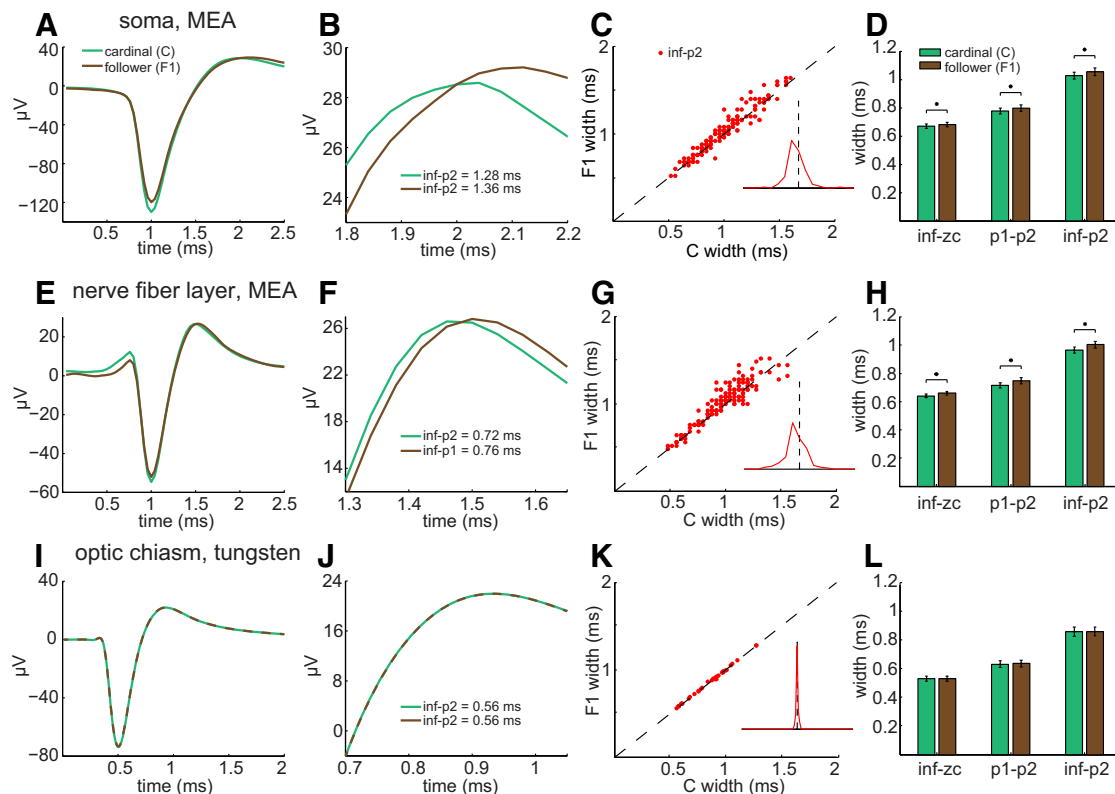 A
soma, MEA
40
0
−40
−80
−120
µV
cardinal (C)
follower (F1)
0.5
1
1.5
2
2.5
time (ms)
B
30
29
27
25
23
µV
inf-p2 = 1.28 ms
inf-p2 = 1.36 ms
1.8
1.9
2
2.1
2.2
time (ms)
C
2
1
F1 width (ms)
inf-p2
0.5
1
1.5
2
C width (ms)
D
1.2
1
0.8
0.6
0.4
0.2
width (ms)
cardinal (C)
follower (F1)
inf-zc
p1-p2
inf-p2
E
nerve fiber layer, MEA
40
20
0
−20
−40
−60
µV
0.5
1
1.5
2
2.5
time (ms)
F
26
22
18
14
µV
inf-p2 = 0.72 ms
inf-p1 = 0.76 ms
1.3
1.4
1.5
1.6
time (ms)
G
2
1
F1 width (ms)
0.5
1
1.5
2
C width (ms)
H
1.2
1
0.8
0.6
0.4
0.2
width (ms)
inf-zc
p1-p2
inf-p2
I
optic chiasm, tungsten
40
0
−40
−80
µV
0.5
1
1.5
2
time (ms)
J
24
16
8
0
µV
inf-p2 = 0.56 ms
inf-p2 = 0.56 ms
0.7
0.8
0.9
1
time (ms)
K
2
1
F1 width (ms)
0.5
1
1.5
2
C width (ms)
L
1.2
1
0.8
0.6
0.4
0.2
width (ms)
inf-zc
p1-p2
inf-p2